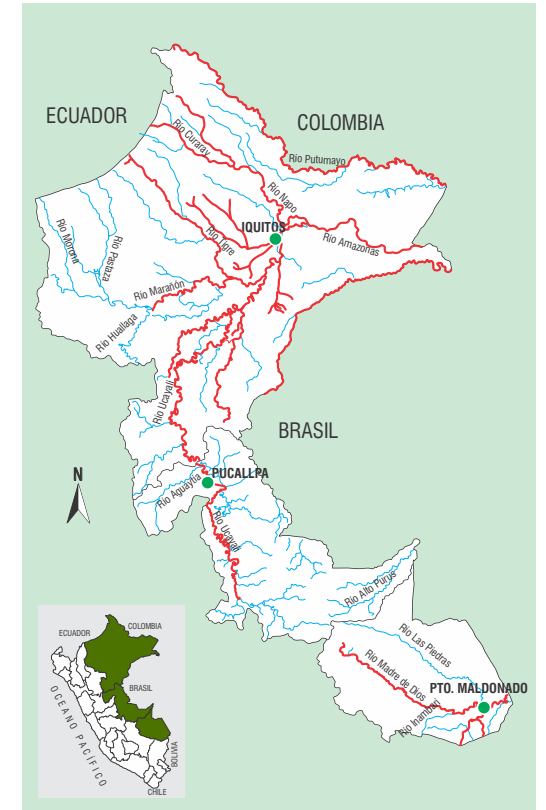 ECUADOR
COLOMBIA
Río Curaray
Río Putumayo
Río Napo
IQUITOS
Río Tigre
Río Amazonas
Río Morona
Río Pastaza
Río Marañón
Río Huallaga
Río Ucayali
BRASIL
N
PUCALLPA
Río Aguaytía
Río Ucayali
Río Alto Purus
Río Las Piedras
Río Madre de Dios
PTO. MALDONADO
Río Inambari
COLOMBIA
ECUADOR
BRASIL
OCEANO PACÍFICO
BOLIVIA
CHILE